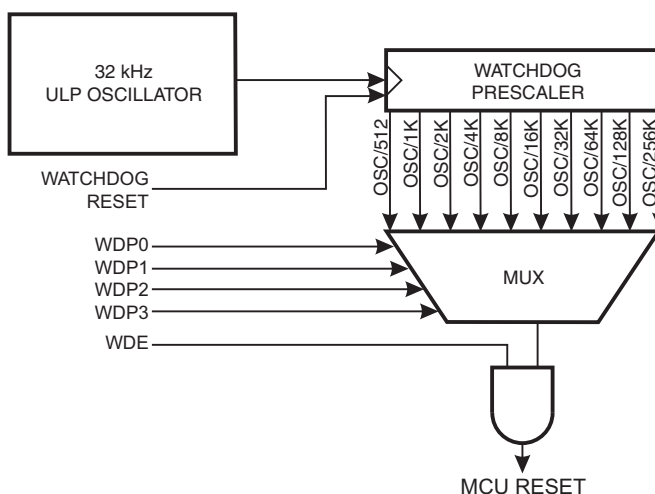 32 kHz
ULP OSCILLATOR
WATCHDOG
PRESCALER
OSC/512
OSC/1K
OSC/2K
OSC/4K
OSC/8K
OSC/16K
OSC/32K
OSC/64K
OSC/128K
OSC/256K
WATCHDOG
RESET
WDP0
WDP1
WDP2
WDP3
WDE
MUX
MCU RESET